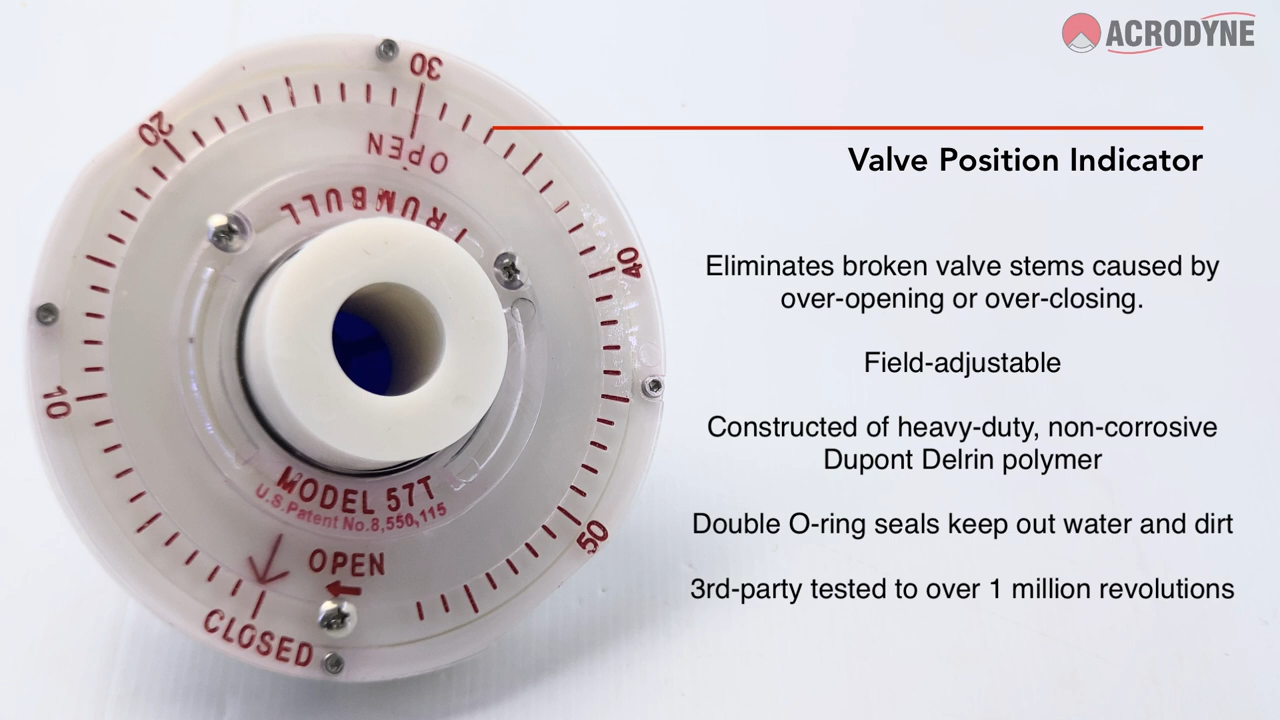 ACRODYNE
30
20
OPEN
TRUMBULL
40
10
MODEL 57T
U.S. Patent No. 8,550,115
50
OPEN
CLOSED
Valve Position Indicator
Eliminates broken valve stems caused by
over-opening or over-closing.
Field-adjustable
Constructed of heavy-duty, non-corrosive
Dupont Delrin polymer
Double O-ring seals keep out water and dirt
3rd-party tested to over 1 million revolutions